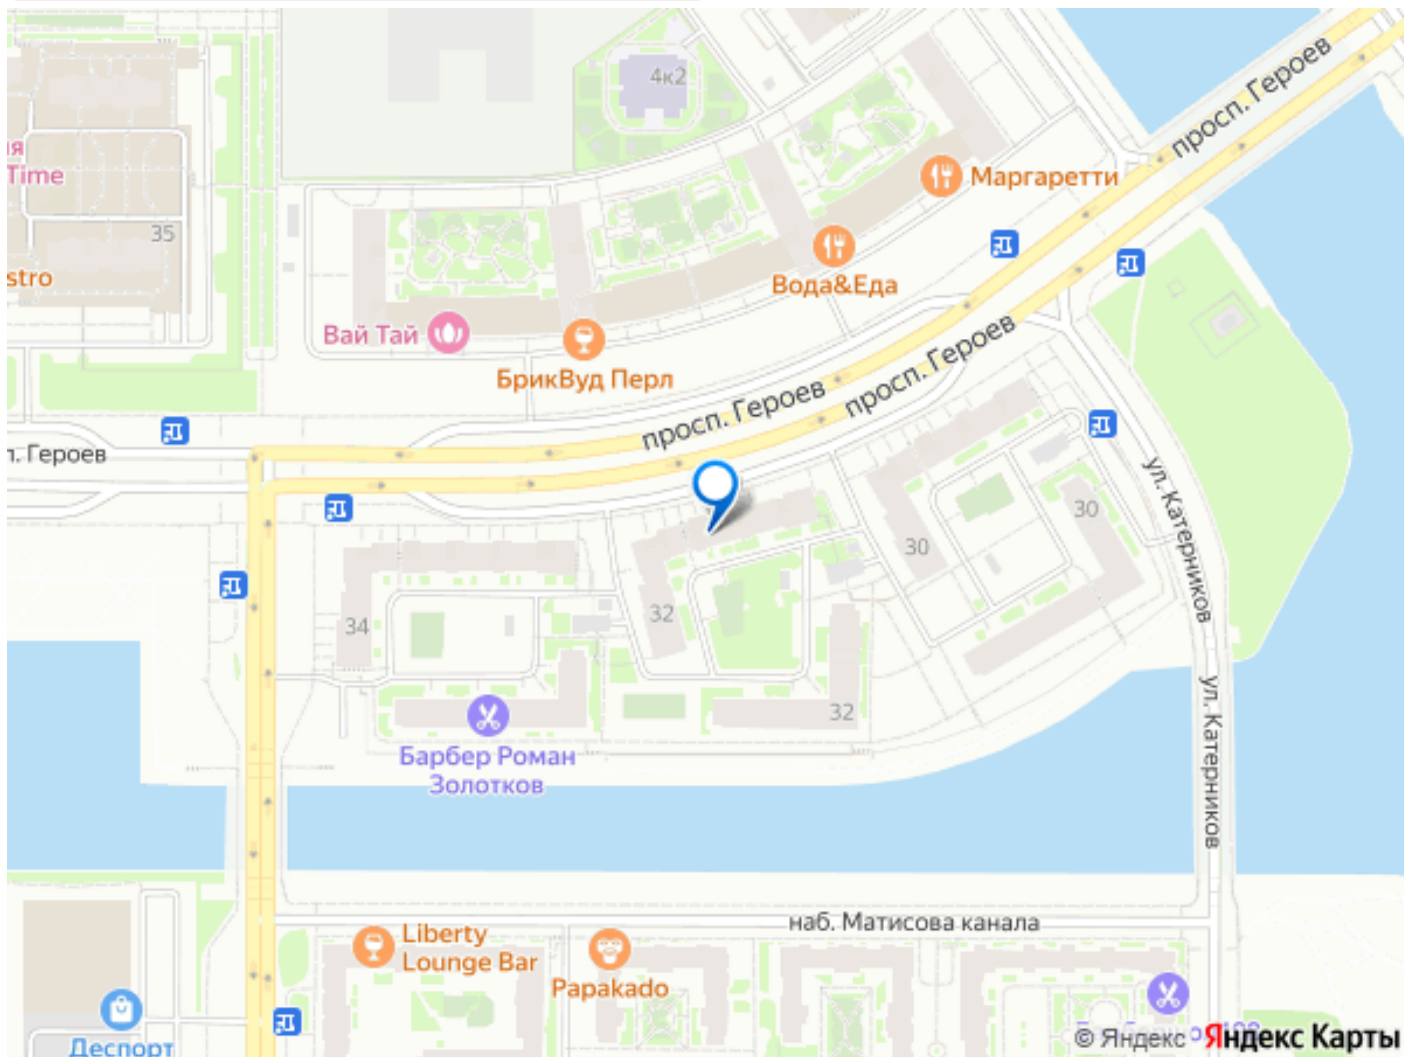 4к2
просп. Героев
Time
Маргаретти
35
stro
Вода&Еда
Вай Тай
БрикВуд Перл
просп. Героев
просп. Героев
п. Героев
ул. Катерников
30
30
32
34
ул. Катерников
32
Барбер Роман
Золотков
наб. Матисова канала
Liberty
Lounge Bar
Papakado
Деспорт
© Яндекс Яндекс Карты